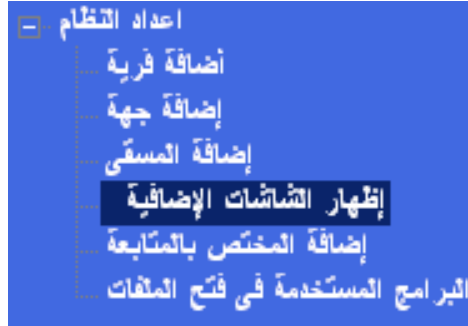 اعداد النظام
أضافة قرية
إضافة جهة
إضافة المسقى
إظهار الشاشات الإضافية
إضافة المختص بالمتابعة
البرامج المستخدمة فى فتح الملفات